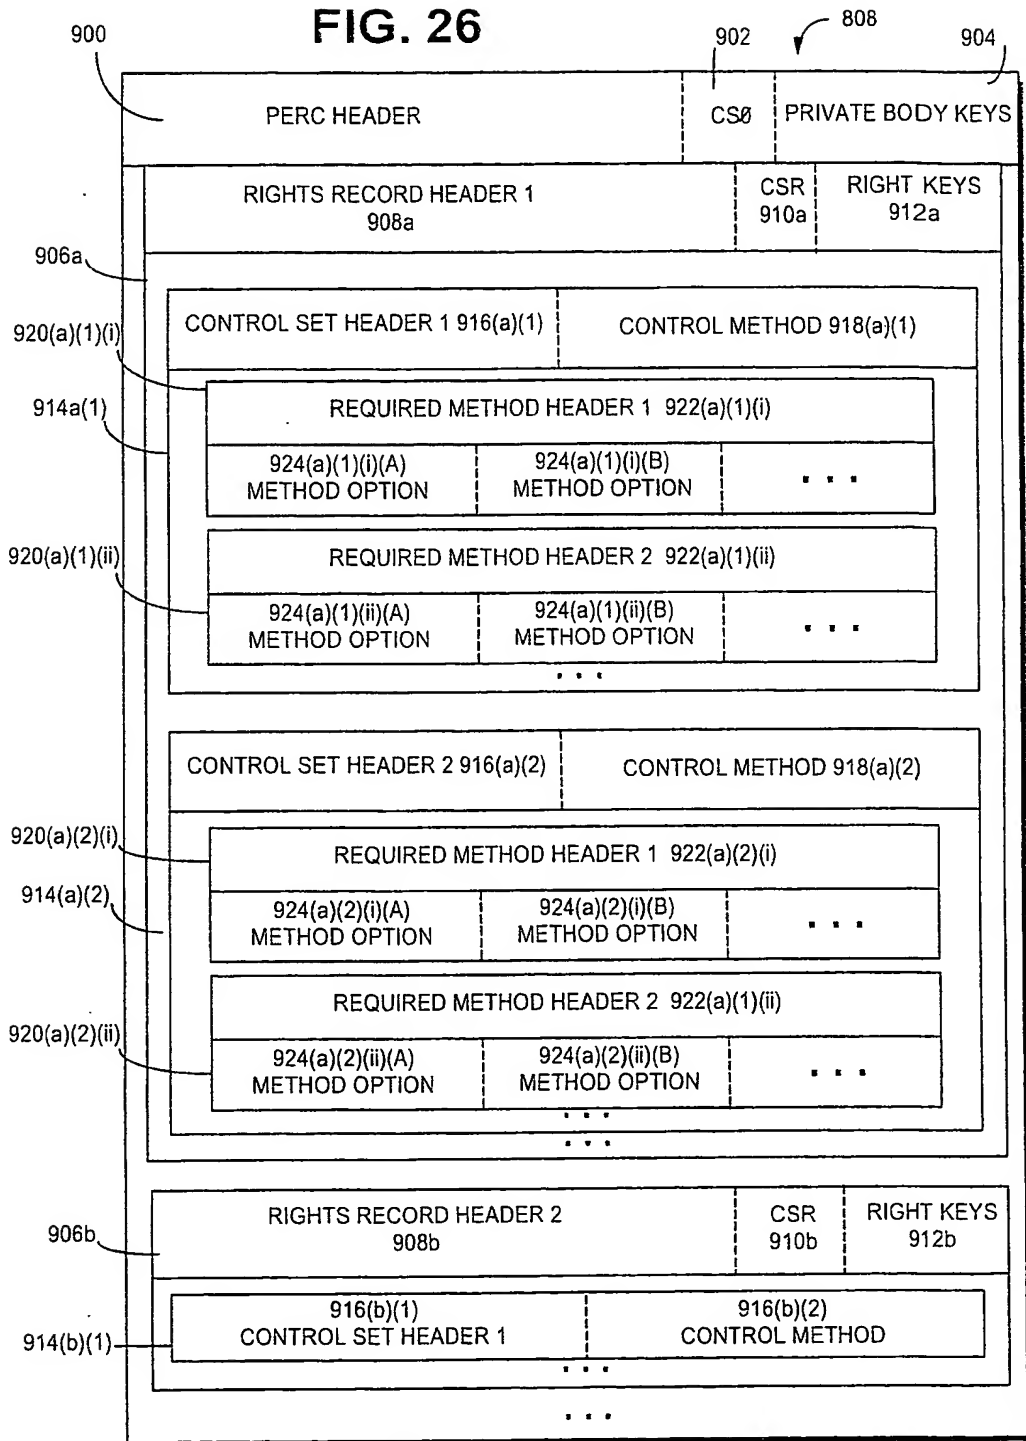 FIG. 26
900
902
808
904
PERC HEADER
CSØ
PRIVATE BODY KEYS
RIGHTS RECORD HEADER 1
908a
CSR
910a
RIGHT KEYS
912a
906a
CONTROL SET HEADER 1 916(a)(1)
CONTROL METHOD 918(a)(1)
920(a)(1)(i)
REQUIRED METHOD HEADER 1 922(a)(1)(i)
914a(1)
924(a)(1)(i)(A)
METHOD OPTION
924(a)(1)(i)(B)
METHOD OPTION
. . .
920(a)(1)(ii)
REQUIRED METHOD HEADER 2 922(a)(1)(ii)
924(a)(1)(ii)(A)
METHOD OPTION
924(a)(1)(ii)(B)
METHOD OPTION
. . .
. . .
CONTROL SET HEADER 2 916(a)(2)
CONTROL METHOD 918(a)(2)
920(a)(2)(i)
REQUIRED METHOD HEADER 1 922(a)(2)(i)
914(a)(2)
924(a)(2)(i)(A)
METHOD OPTION
924(a)(2)(i)(B)
METHOD OPTION
. . .
920(a)(2)(ii)
REQUIRED METHOD HEADER 2 922(a)(1)(ii)
924(a)(2)(ii)(A)
METHOD OPTION
924(a)(2)(ii)(B)
METHOD OPTION
. . .
. . .
. . .
906b
RIGHTS RECORD HEADER 2
908b
CSR
910b
RIGHT KEYS
912b
914(b)(1)
916(b)(1)
CONTROL SET HEADER 1
916(b)(2)
CONTROL METHOD
. . .
. . .